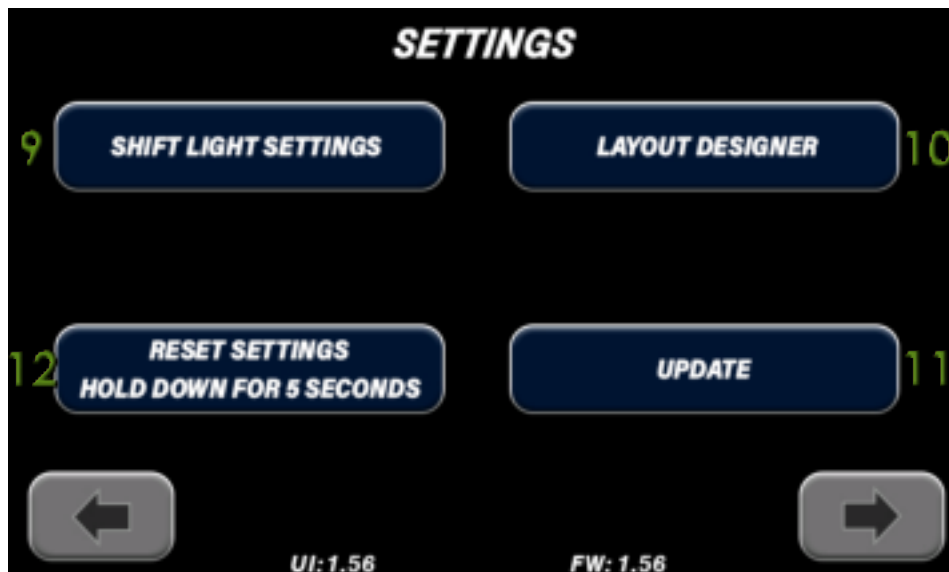 SETTINGS
9 SHIFT LIGHT SETTINGS
LAYOUT DESIGNER 10
12 RESET SETTINGS
HOLD DOWN FOR 5 SECONDS
UPDATE 11
UI: 1.56
FW: 1.56